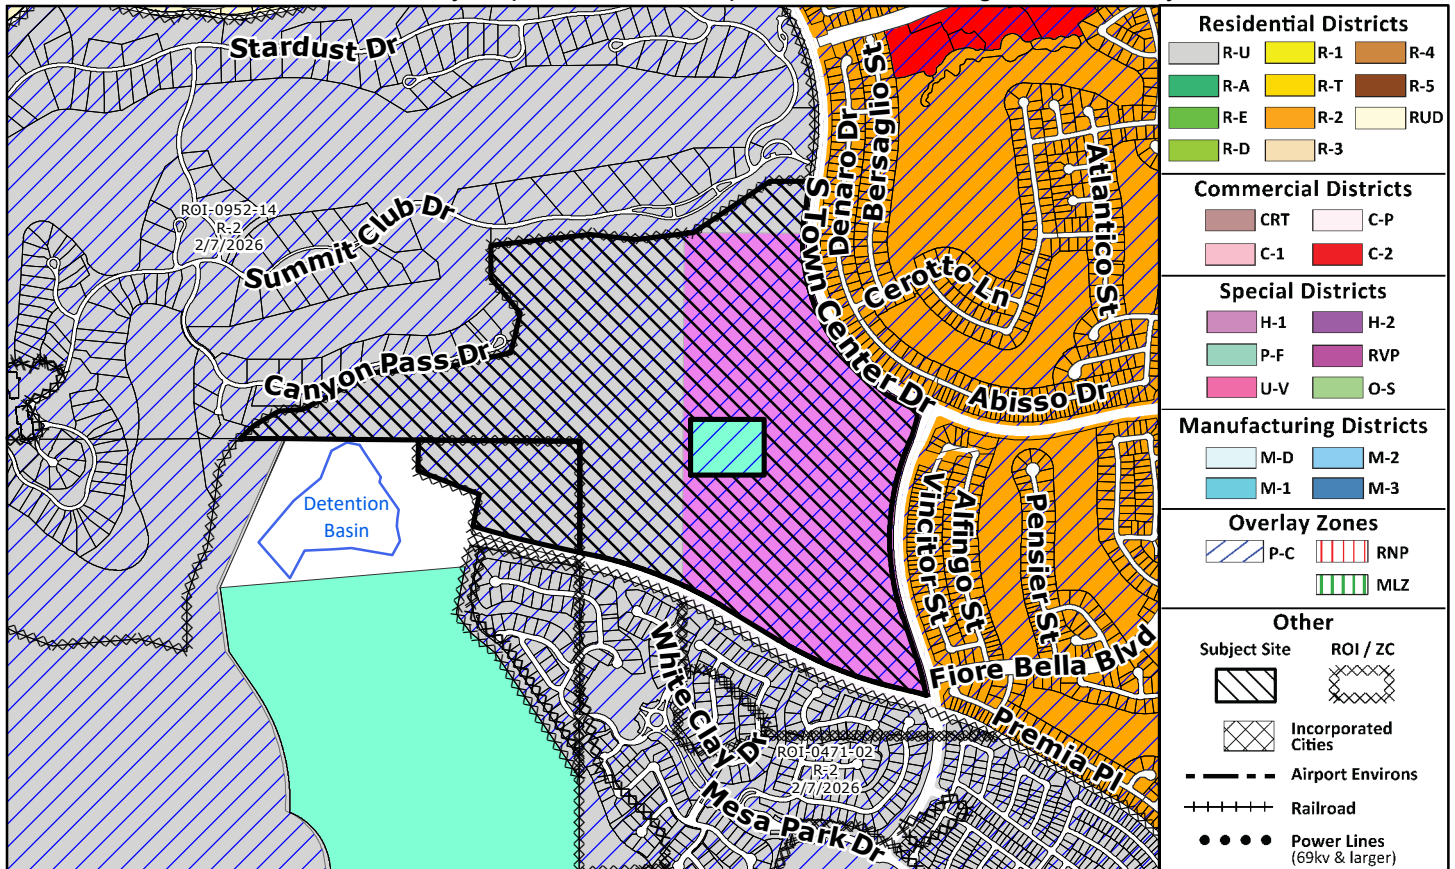 Stardust Dr
ROI-0952-14
R-2
2/7/2026
Summit Club Dr
Canyon Pass Dr
Detention
Basin
S Town Center Dr
Denaro Dr
Bersaglio St
Atlantico St
Cerotto Ln
Abisso Dr
Vincitor St
Alfingo St
Pensier St
Fiore Bella Blvd
Premia Pl
White Clay Dr
ROI-0471-02
R-2
2/7/2026
Mesa Park Dr
Residential Districts
R-U R-1 R-4
R-A R-T R-5
R-E R-2 RUD
R-D R-3
Commercial Districts
CRT C-P
C-1 C-2
Special Districts
H-1 H-2
P-F RVP
U-V O-S
Manufacturing Districts
M-D M-2
M-1 M-3
Overlay Zones
P-C RNP
MLZ
Other
Subject Site ROI / ZC
Incorporated
Cities
Airport Environs
Railroad
Power Lines
(69kv & larger)